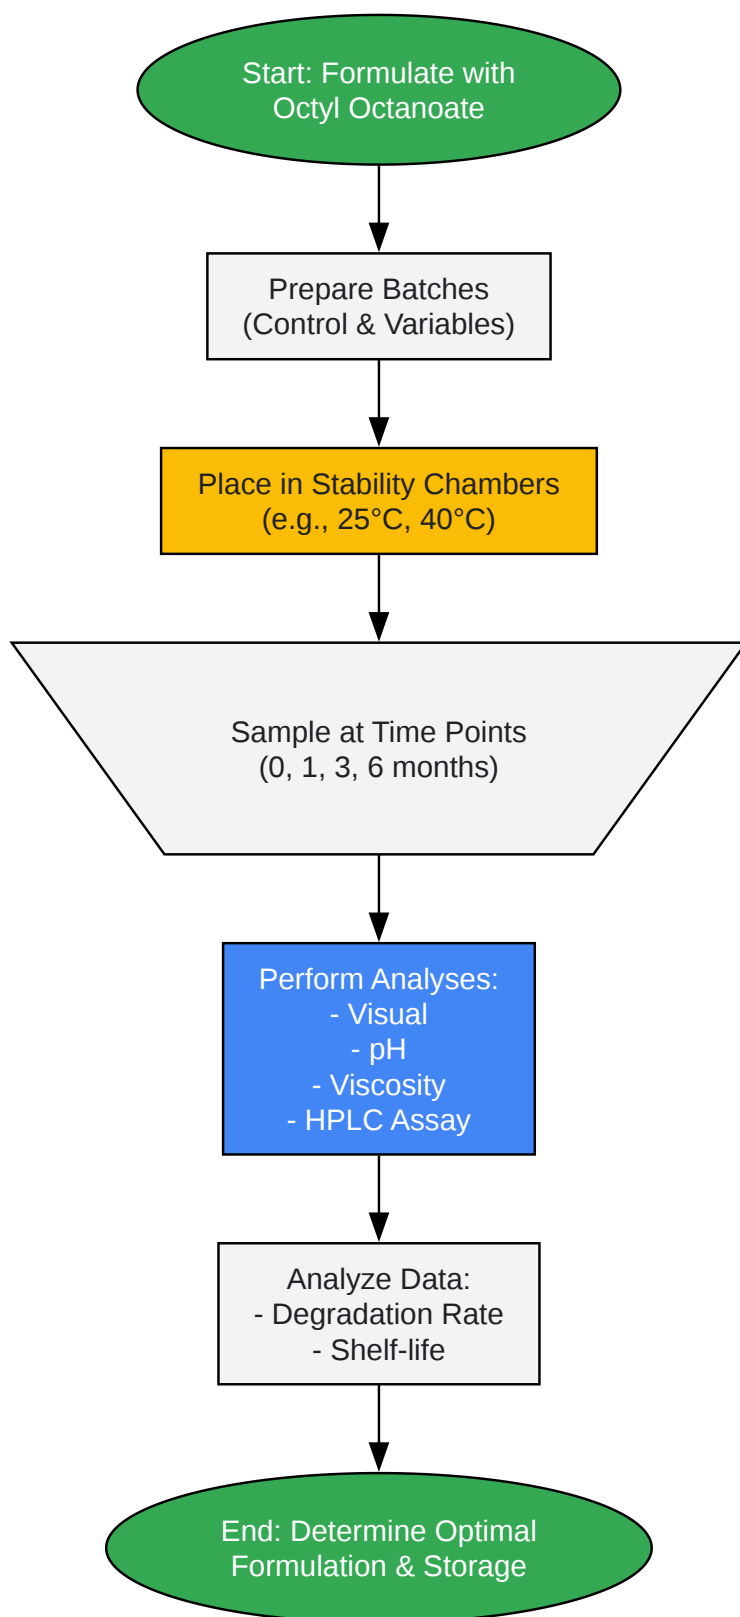 Start: Formulate with
Octyl Octanoate
Prepare Batches
(Control & Variables)
Place in Stability Chambers
(e.g., 25°C, 40°C)
Sample at Time Points
(0, 1, 3, 6 months)
Perform Analyses:
- Visual
- pH
- Viscosity
- HPLC Assay
Analyze Data:
- Degradation Rate
- Shelf-life
End: Determine Optimal
Formulation & Storage